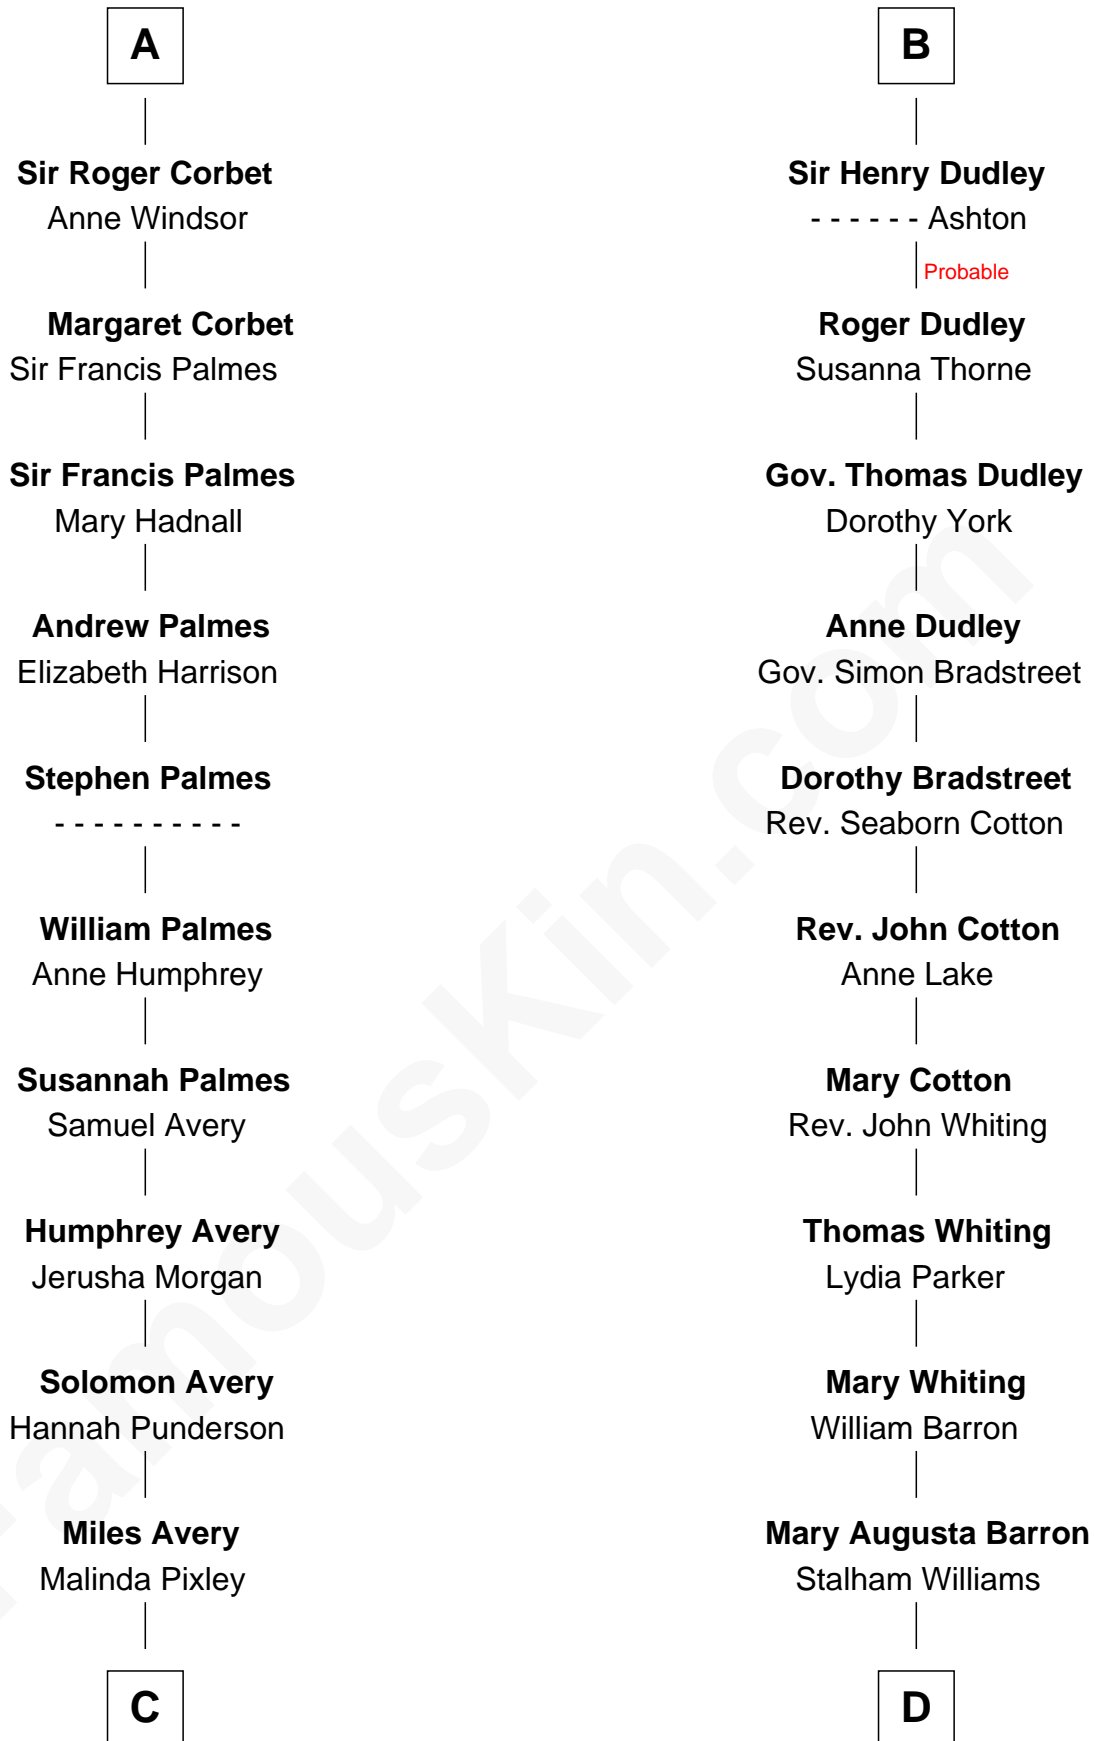 A
Sir Roger Corbet
Anne Windsor
Margaret Corbet
Sir Francis Palmes
Sir Francis Palmes
Mary Hadnall
Andrew Palmes
Elizabeth Harrison
Stephen Palmes
- - - - - - - - - -
William Palmes
Anne Humphrey
Susannah Palmes
Samuel Avery
Humphrey Avery
Jerusha Morgan
Solomon Avery
Hannah Punderson
Miles Avery
Malinda Pixley
C
B
Sir Henry Dudley
- - - - - - Ashton
Probable
Roger Dudley
Susanna Thorne
Gov. Thomas Dudley
Dorothy York
Anne Dudley
Gov. Simon Bradstreet
Dorothy Bradstreet
Rev. Seaborn Cotton
Rev. John Cotton
Anne Lake
Mary Cotton
Rev. John Whiting
Thomas Whiting
Lydia Parker
Mary Whiting
William Barron
Mary Augusta Barron
Stalham Williams
D
FamousKin.com